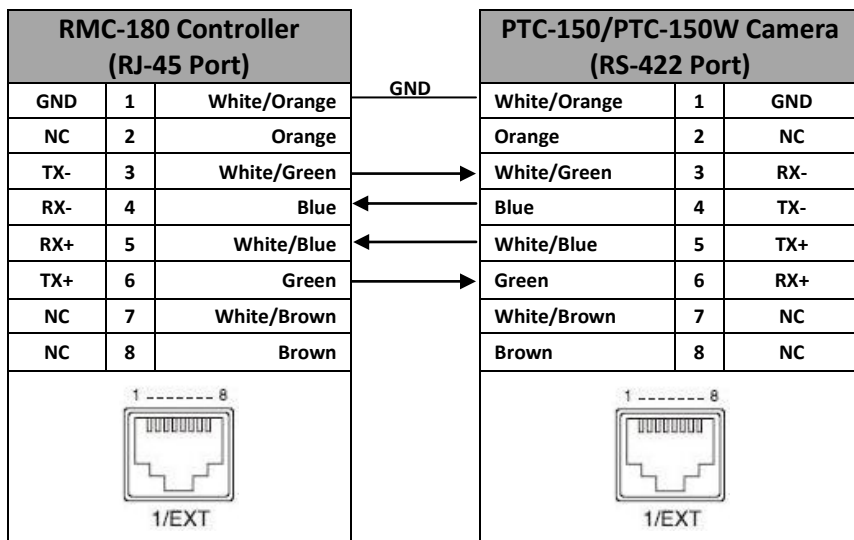 RMC-180 Controller
(RJ-45 Port)
GND 1 White/Orange
NC 2 Orange
TX- 3 White/Green
RX- 4 Blue
RX+ 5 White/Blue
TX+ 6 Green
NC 7 White/Brown
NC 8 Brown
1 ------- 8
1/EXT
GND
PTC-150/PTC-150W Camera
(RS-422 Port)
White/Orange 1 GND
Orange 2 NC
White/Green 3 RX-
Blue 4 TX-
White/Blue 5 TX+
Green 6 RX+
White/Brown 7 NC
Brown 8 NC
1 ------- 8
1/EXT